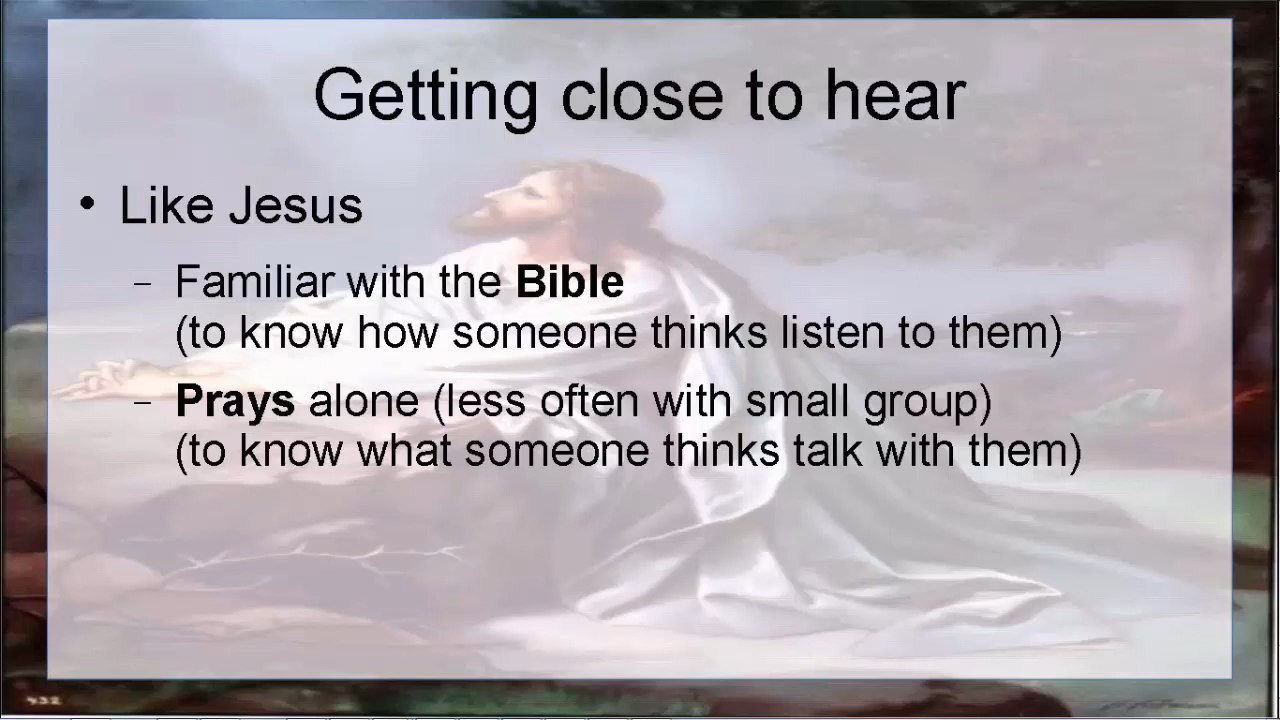 Getting close to hear
• Like Jesus
– Familiar with the Bible
(to know how someone thinks listen to them)
– Prays alone (less often with small group)
(to know what someone thinks talk with them)